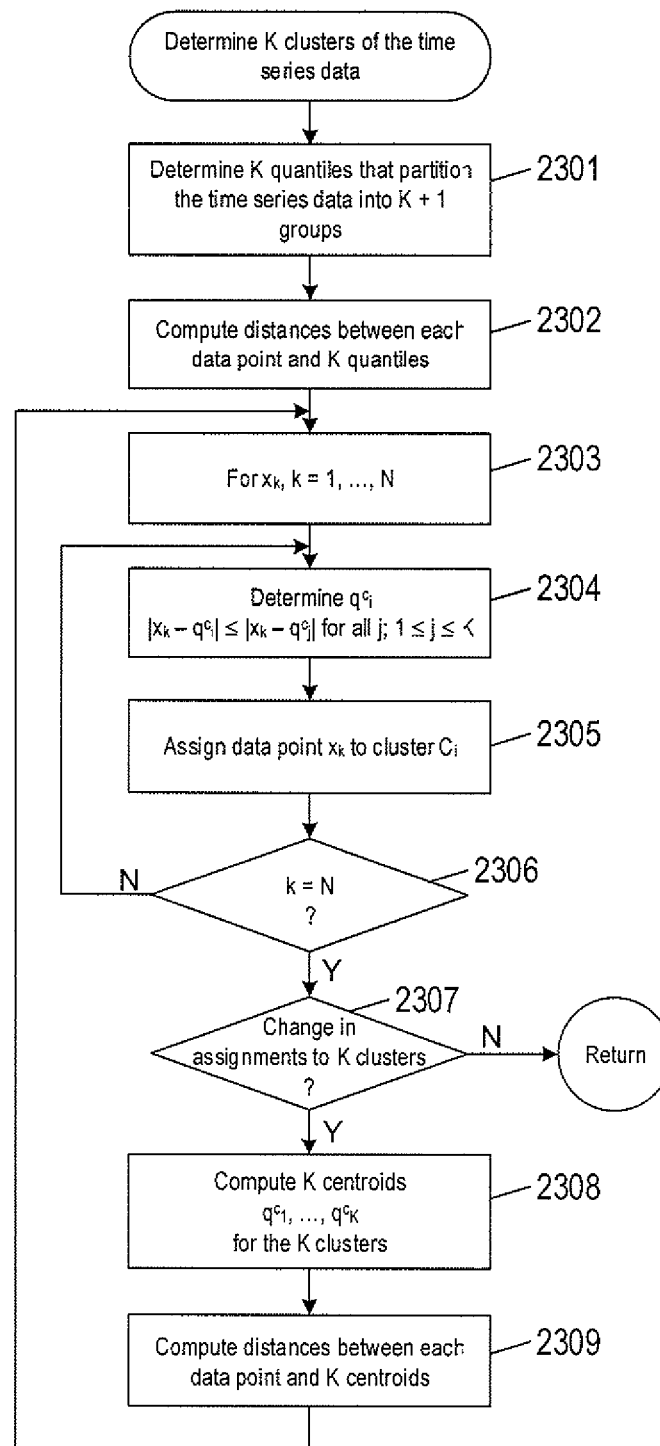 Determine K clusters of the time
series data
Determine K quantiles that partition
the time series data into K + 1
groups
2301
Compute distances between each
data point and K quantiles
2302
For xₖ, k = 1, ..., N
2303
Determine qᶜᵢ
|xₖ – qᶜᵢ| ≤ |xₖ – qᶜⱼ| for all j; 1 ≤ j ≤
2304
Assign data point xₖ to cluster Cᵢ
2305
k = N
?
2306
N
Y
2307
Change in
assignments to K clusters
?
N
Return
Y
Compute K centroids
qᶜ₁, ..., qᶜK
for the K clusters
2308
Compute distances between each
data point and K centroids
2309